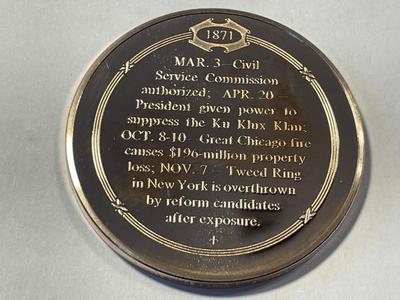 1871
MAR. 3—Civil
Service Commission
authorized; APR. 20—
President given power to
suppress the Ku Klux Klan;
OCT. 8-10—Great Chicago fire
causes $196-million property
loss; NOV. 7—Tweed Ring
in New York is overthrown
by reform candidates
after exposure.